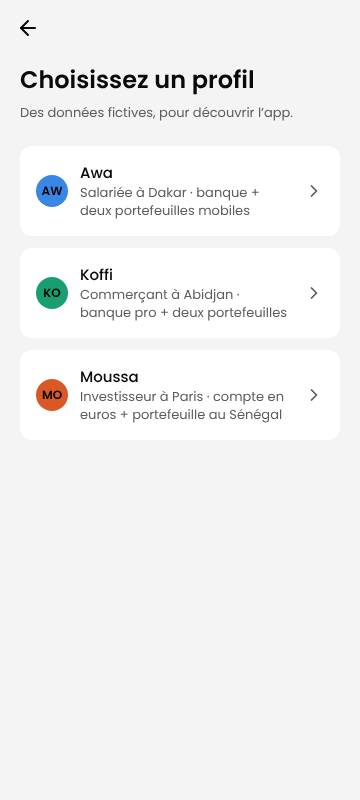 Choisissez un profil
Des données fictives, pour découvrir l’app.
AW
Awa
Salariée à Dakar · banque +
deux portefeuilles mobiles
KO
Koffi
Commerçant à Abidjan ·
banque pro + deux portefeuilles
MO
Moussa
Investisseur à Paris · compte en
euros + portefeuille au Sénégal